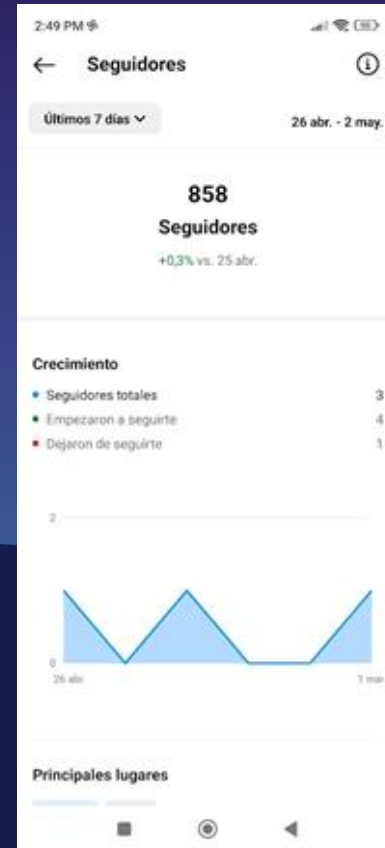 2:49 PM
Seguidores
Últimos 7 días
26 abr. - 2 may.
858
Seguidores
+0,3% vs. 25 abr.
Crecimiento
Seguidores totales 3
Empezaron a seguirte 4
Dejaron de seguirte 1
2
0
26 abr. 1 may
Principales lugares